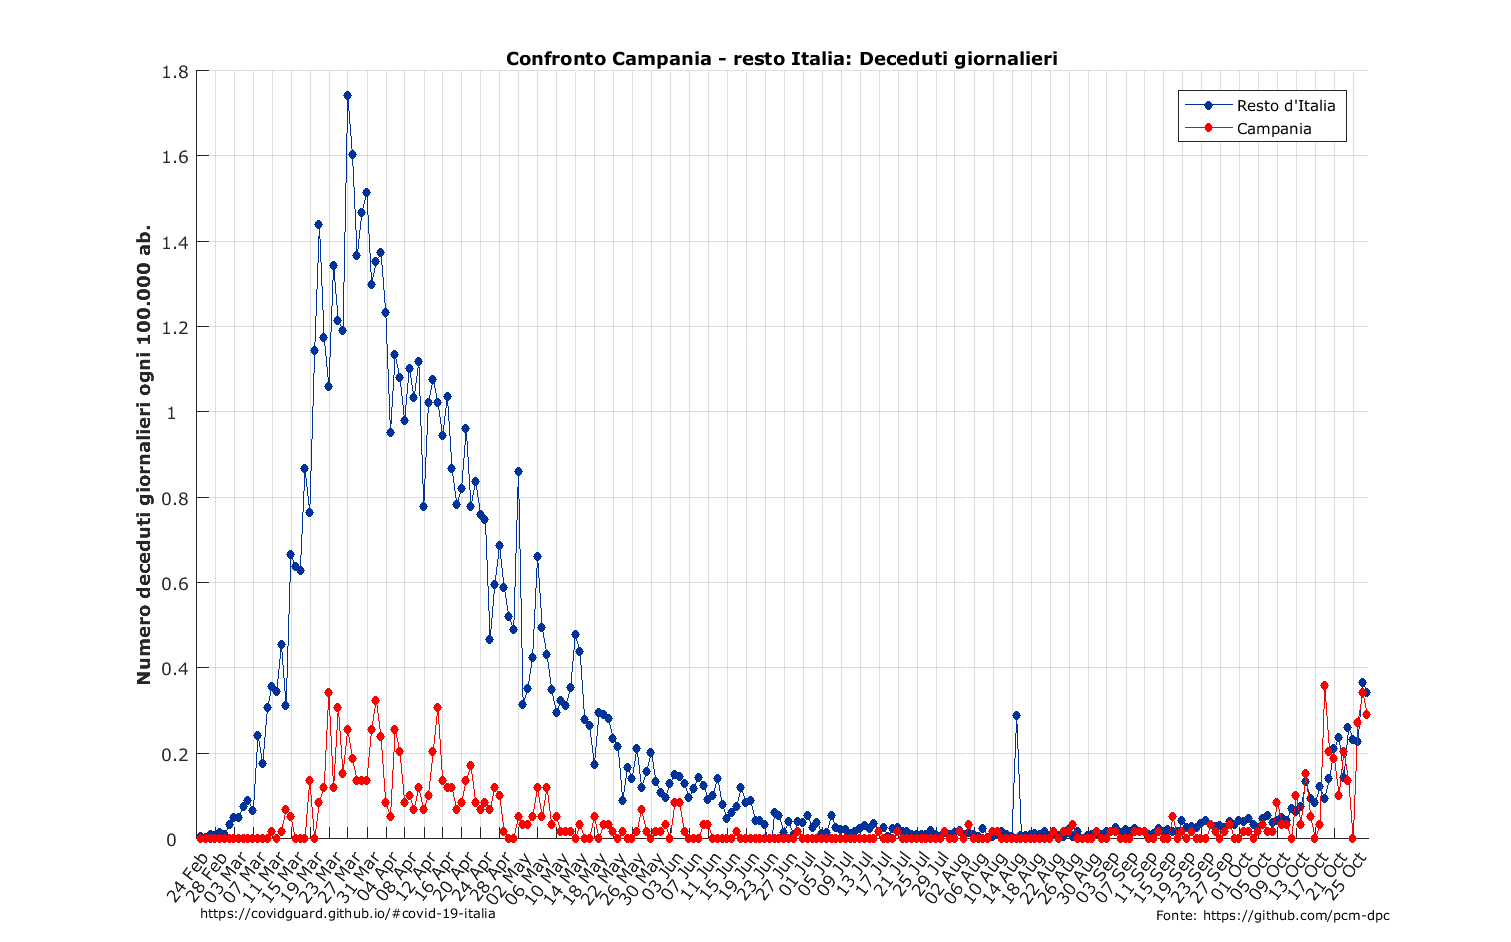 Confronto Campania - resto Italia: Deceduti giornalieri
Resto d'Italia
Campania
Numero deceduti giornalieri ogni 100.000 ab.
1.8
1.6
1.4
1.2
1
0.8
0.6
0.4
0.2
0
24 Feb
28 Feb
03 Mar
07 Mar
11 Mar
15 Mar
19 Mar
23 Mar
27 Mar
31 Mar
04 Apr
08 Apr
12 Apr
16 Apr
20 Apr
24 Apr
28 Apr
02 May
06 May
10 May
14 May
18 May
22 May
26 May
30 May
03 Jun
07 Jun
11 Jun
15 Jun
19 Jun
23 Jun
27 Jun
01 Jul
05 Jul
09 Jul
13 Jul
17 Jul
21 Jul
25 Jul
29 Jul
02 Aug
06 Aug
10 Aug
14 Aug
18 Aug
22 Aug
26 Aug
30 Aug
03 Sep
07 Sep
11 Sep
15 Sep
19 Sep
23 Sep
27 Sep
01 Oct
05 Oct
09 Oct
13 Oct
17 Oct
21 Oct
25 Oct
https://covidguard.github.io/#covid-19-italia
Fonte: https://github.com/pcm-dpc